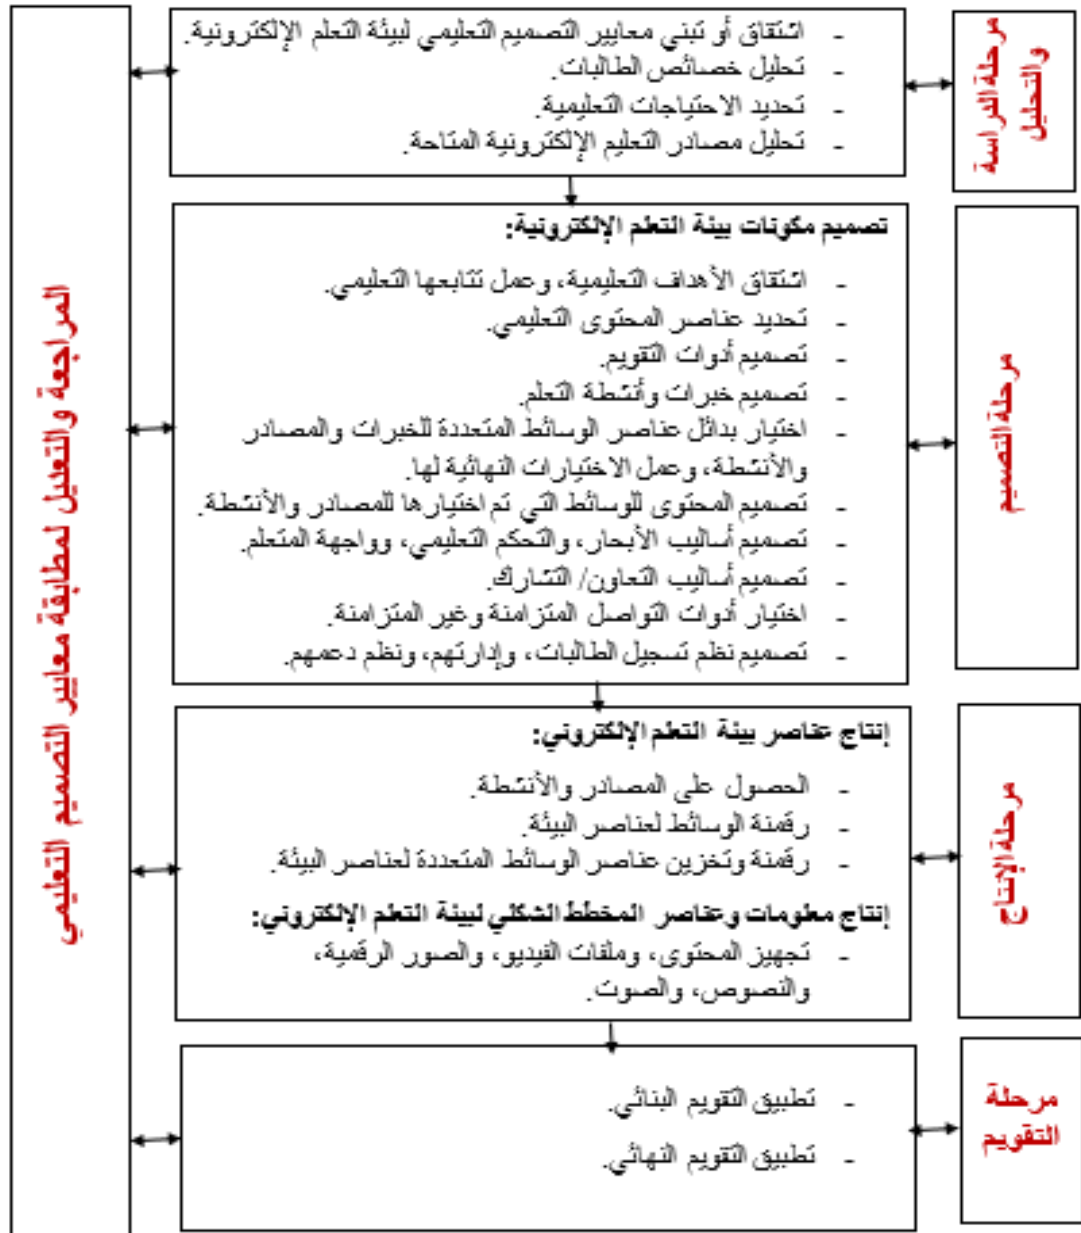 مرحلة الدراسة
والتحليل
- اشتقاق أو تبني معايير التصميم التعليمي لبيئة التعلم الإلكترونية.
- تحليل خصائص الطالبات.
- تحديد الاحتياجات التعليمية.
- تحليل مصادر التعليم الإلكترونية المتاحة.
مرحلة التصميم
تصميم مكونات بيئة التعلم الإلكترونية:
- اشتقاق الأهداف التعليمية، وعمل تتابعها التعليمي.
- تحديد عناصر المحتوى التعليمي.
- تصميم أدوات التقويم.
- تصميم خبرات وأنشطة التعلم.
- اختيار بدائل عناصر الوسائط المتعددة للخبرات والمصادر
والأنشطة، وعمل الاختيارات النهائية لها.
- تصميم المحتوى للوسائط التي تم اختيارها للمصادر والأنشطة.
- تصميم أساليب الأبحار، والتحكم التعليمي، وواجهة المتعلم.
- تصميم أساليب التعاون/ التشارك.
- اختيار أدوات التواصل المتزامنة وغير المتزامنة.
- تصميم نظم تسجيل الطالبات، وإدارتهم، ونظم دعمهم.
مرحلة الإنتاج
إنتاج عناصر بيئة التعلم الإلكتروني:
- الحصول على المصادر والأنشطة.
- رقمنة الوسائط لعناصر البيئة.
- رقمنة وتخزين عناصر الوسائط المتعددة لعناصر البيئة.
إنتاج معلومات وعناصر المخطط الشكلي لبيئة التعلم الإلكتروني:
- تجهيز المحتوى، وملفات الفيديو، والصور الرقمية،
والنصوص، والصوت.
مرحلة
التقويم
- تطبيق التقويم البنائي.
- تطبيق التقويم النهائي.
المراجعة والتعديل لمطابقة معايير التصميم التعليمي